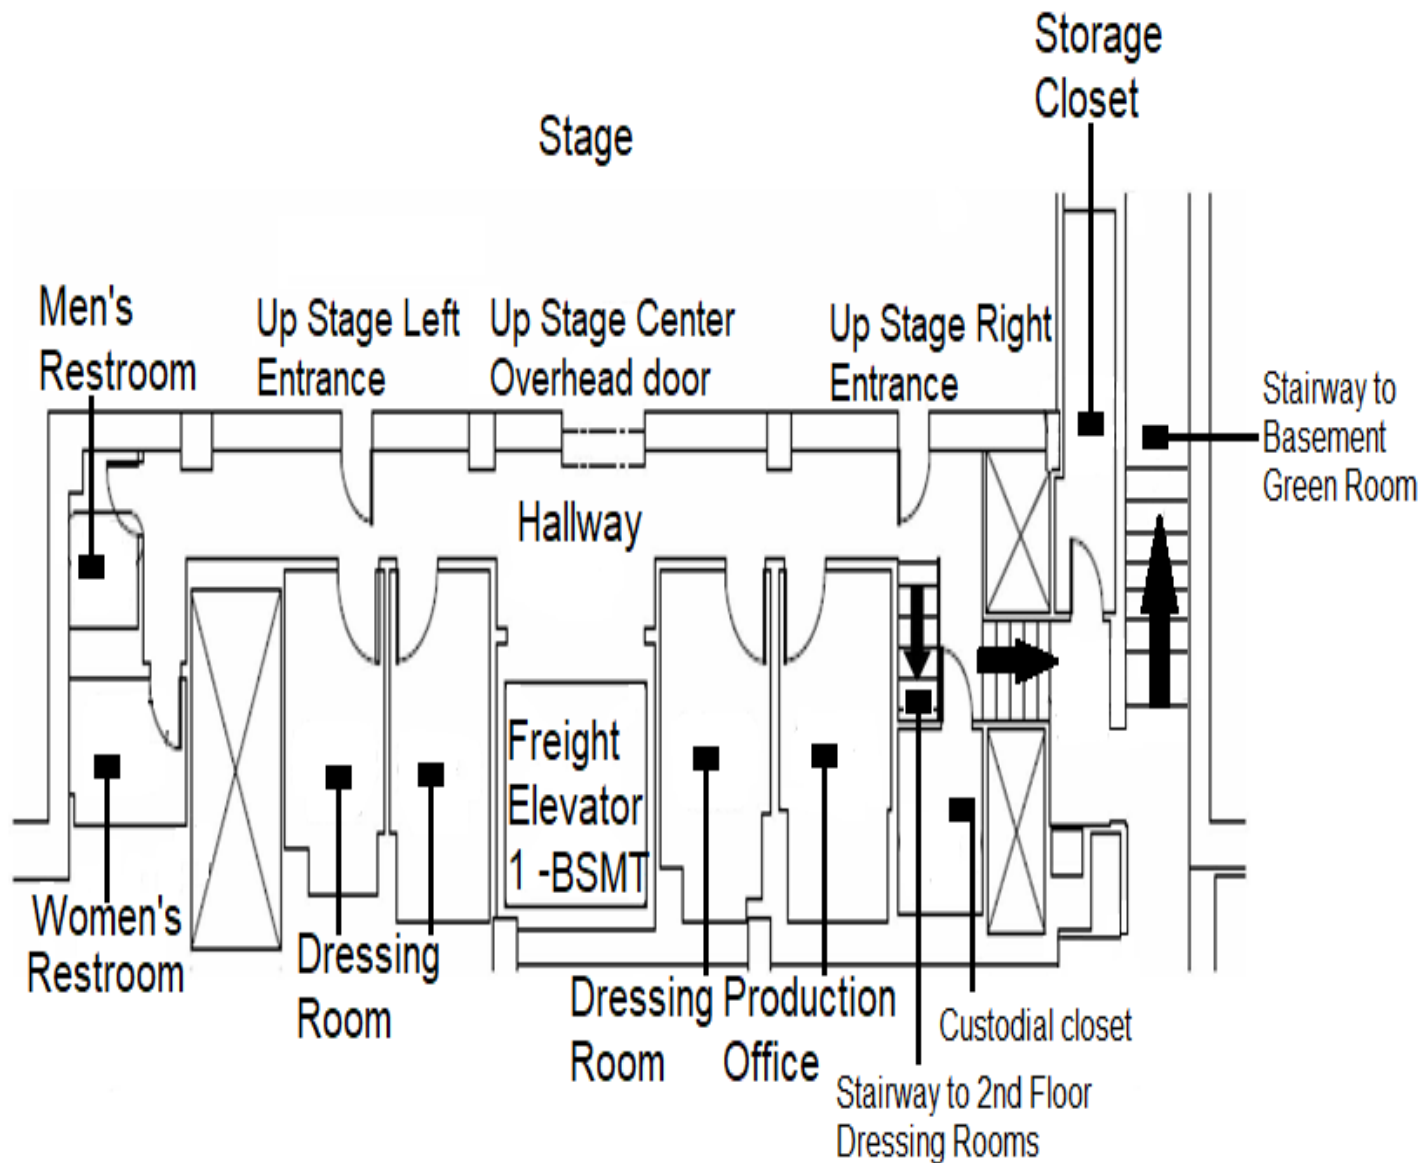 Storage
Closet
Stage
Men's
Restroom
Up Stage Left
Entrance
Up Stage Center
Overhead door
Up Stage Right
Entrance
Stairway to
Basement
Green Room
Hallway
Freight
Elevator
1 -BSMT
Women's
Restroom
Dressing
Room
Dressing
Room
Production
Office
Custodial closet
Stairway to 2nd Floor
Dressing Rooms